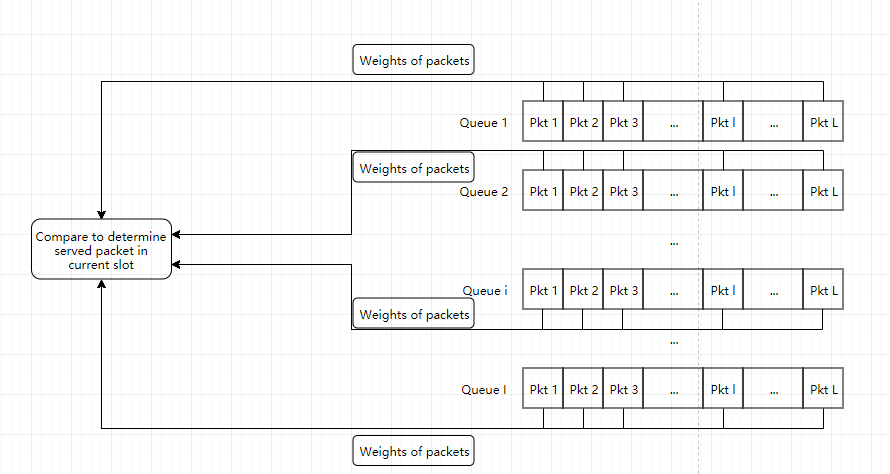 Weights of packets
Queue 1 Pkt 1 Pkt 2 Pkt 3 ... Pkt l ... Pkt L
Weights of packets
Queue 2 Pkt 1 Pkt 2 Pkt 3 ... Pkt l ... Pkt L
...
Compare to determine
served packet in
current slot
Queue i Pkt 1 Pkt 2 Pkt 3 ... Pkt l ... Pkt L
Weights of packets
...
Queue I Pkt 1 Pkt 2 Pkt 3 ... Pkt l ... Pkt L
Weights of packets